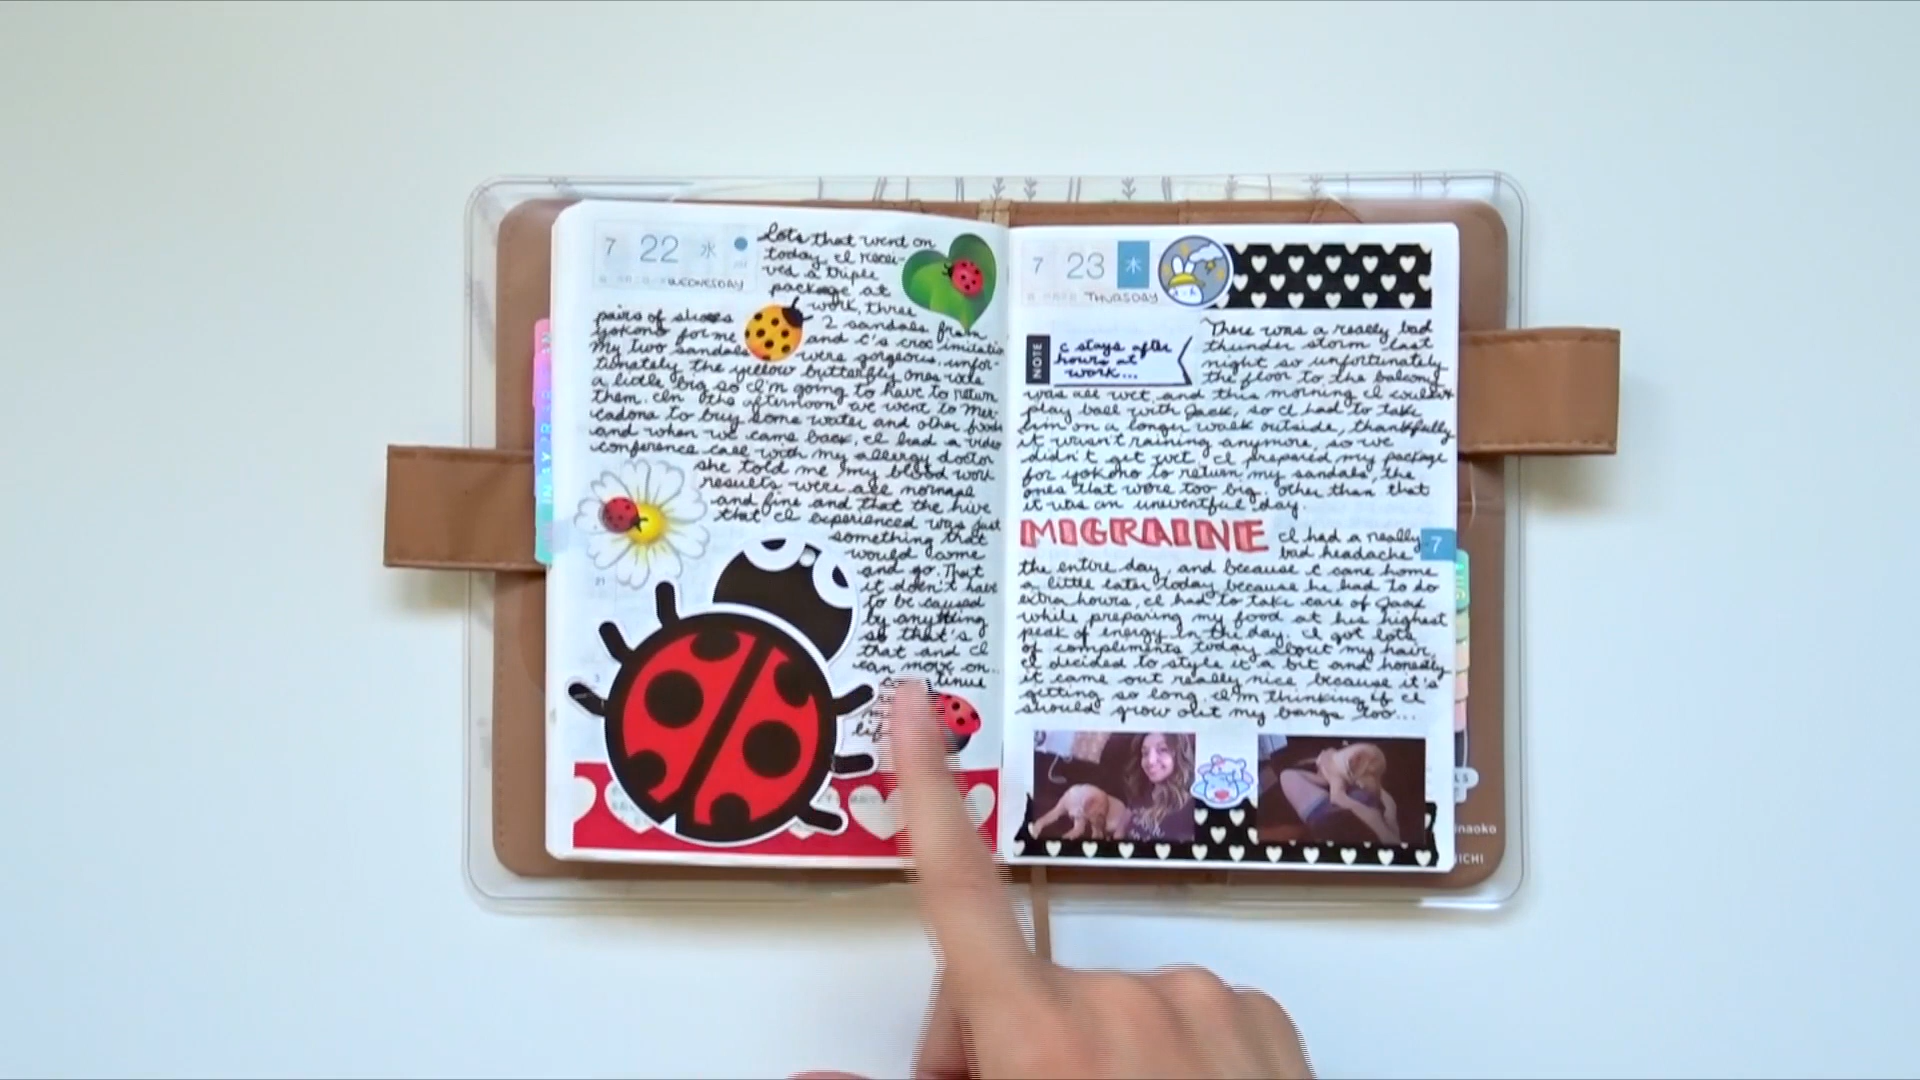 7 22 水
WEDNESDAY
Lots that went on
today, I recei-
ved a triple
package at
work, three
pairs of shoes 2 sandals from
yokono for me and C's croc imitation
My two sandals were gorgeous, unfor-
tunately the yellow butterfly ones were
a little big so I'm going to have to return
them. In the afternoon we went to Mer-
cadona to buy some water and other foods
and when we came back, I had a video
conference call with my allergy doctor
she told me my blood work
results were all normal
and fine and that the hive
that I experienced was just
something that
would come
and go. That
it doesn't have
to be caused
by anything
so that's
that and I
can move on...
tinue
lif
21
3
7 23 木
THURSDAY
NOTE
C stays after
hours at
work...
There was a really bad
thunder storm last
night so unfortunately
the floor to the balcony
was all wet and this morning I couldn't
play ball with Jack, so I had to take
him on a longer walk outside, thankfully
it wasn't raining anymore, so we
didn't get wet. I prepared my package
for yokono to return my sandals, the
ones that were too big. Other than that
it was an uneventful day.
MIGRAINE I had a really
bad headache
7
the entire day, and because C came home
a little later today because he had to do
extra hours, I had to take care of Jack
while preparing my food at his highest
peak of energy in the day. I got lots
of compliments today about my hair,
I decided to style it a bit and honestly
it came out really nice because it's
getting so long. I'm thinking if I
should grow out my bangs too...
naoko
ICHI